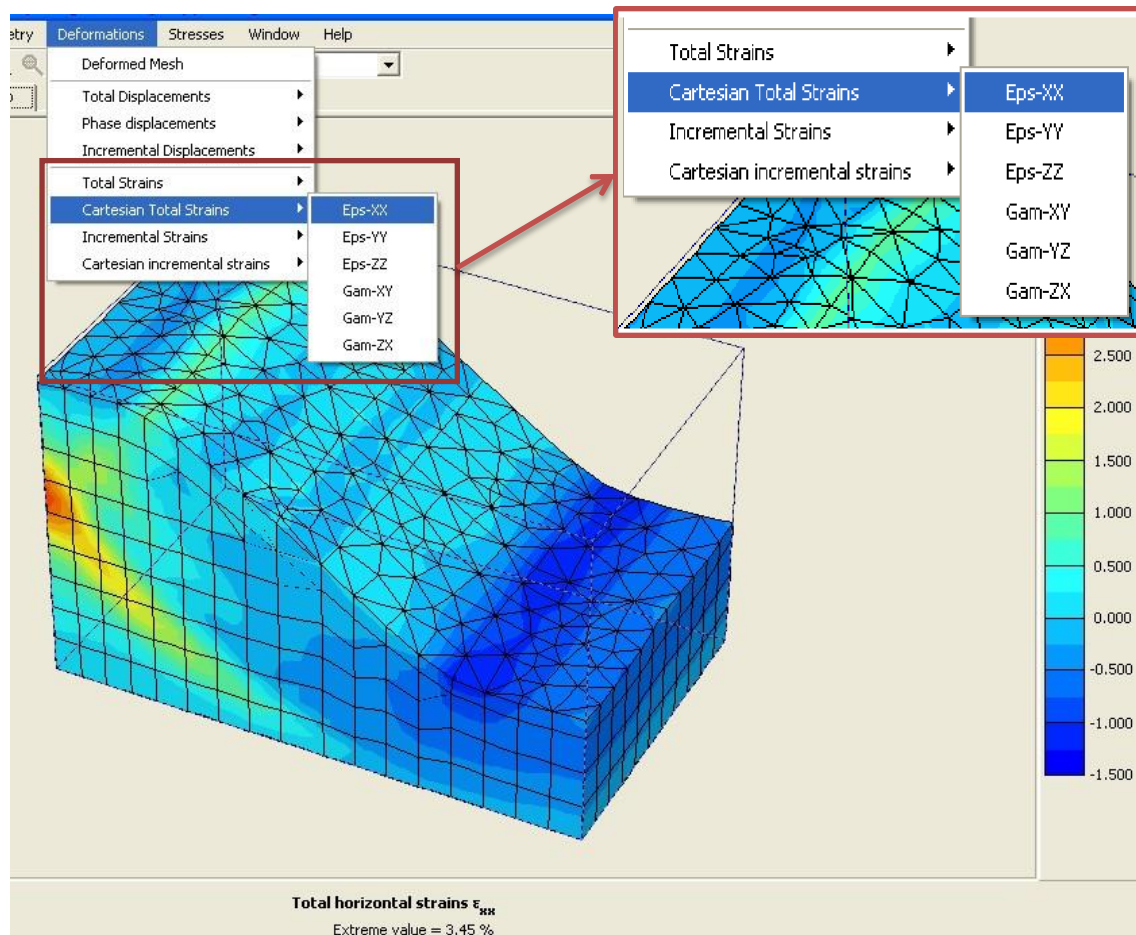 etry Deformations Stresses Window Help
Deformed Mesh
Total Displacements
Phase displacements
Incremental Displacements
Total Strains
Cartesian Total Strains
Incremental Strains
Cartesian incremental strains
Eps-XX
Eps-YY
Eps-ZZ
Gam-XY
Gam-YZ
Gam-ZX
Total Strains
Cartesian Total Strains
Incremental Strains
Cartesian incremental strains
Eps-XX
Eps-YY
Eps-ZZ
Gam-XY
Gam-YZ
Gam-ZX
2.500
2.000
1.500
1.000
0.500
0.000
-0.500
-1.000
-1.500
Total horizontal strains εxx
Extreme value = 3.45 %